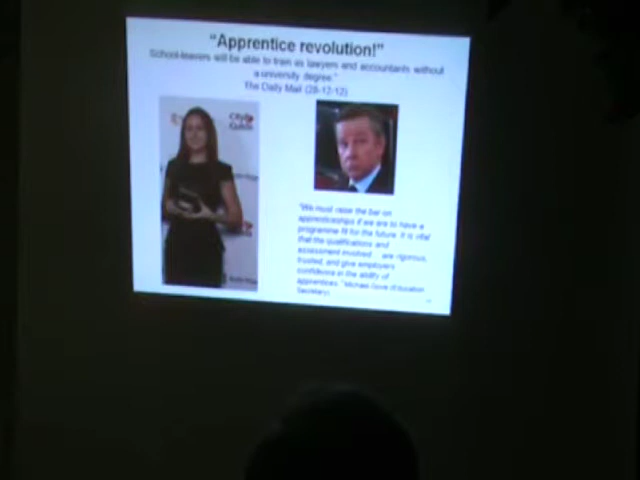 "Apprentice revolution!"
School-leavers will be able to train as lawyers and accountants without
a university degree."
The Daily Mail (28-12-12)
City&
Guilds
"We must raise the bar on
apprenticeships if we are to have a
programme fit for the future. It is vital
that the qualifications and
assessment involved ... are rigorous,
trusted, and give employers
confidence in the ability of
apprentices." Michael Gove (Education
Secretary)